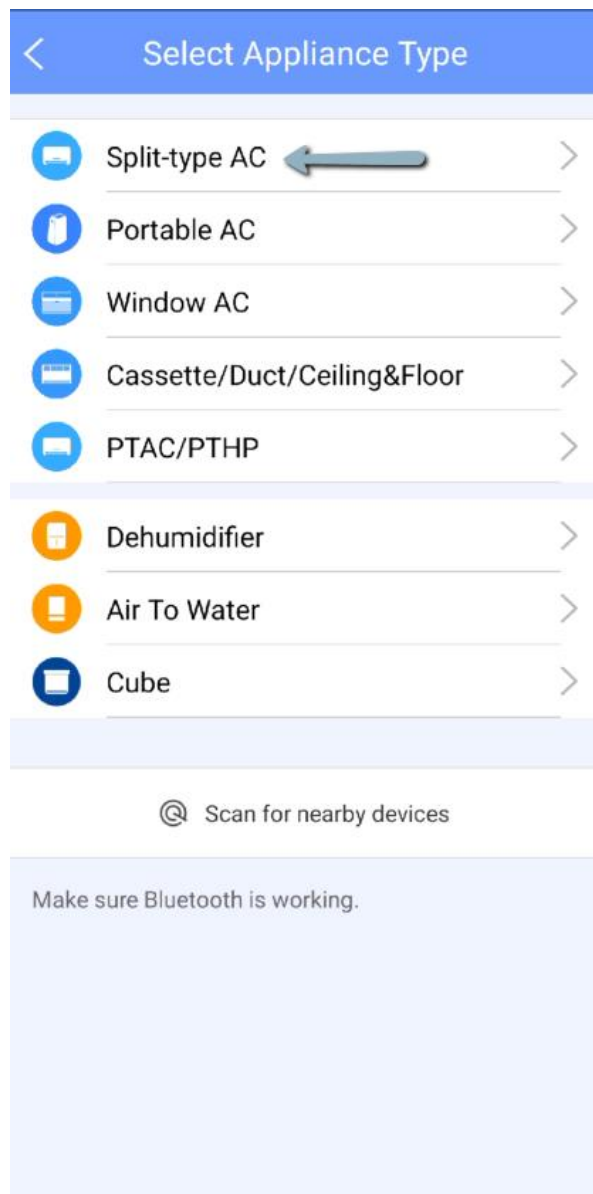 Select Appliance Type
Split-type AC
Portable AC
Window AC
Cassette/Duct/Ceiling&Floor
PTAC/PTHP
Dehumidifier
Air To Water
Cube
Scan for nearby devices
Make sure Bluetooth is working.